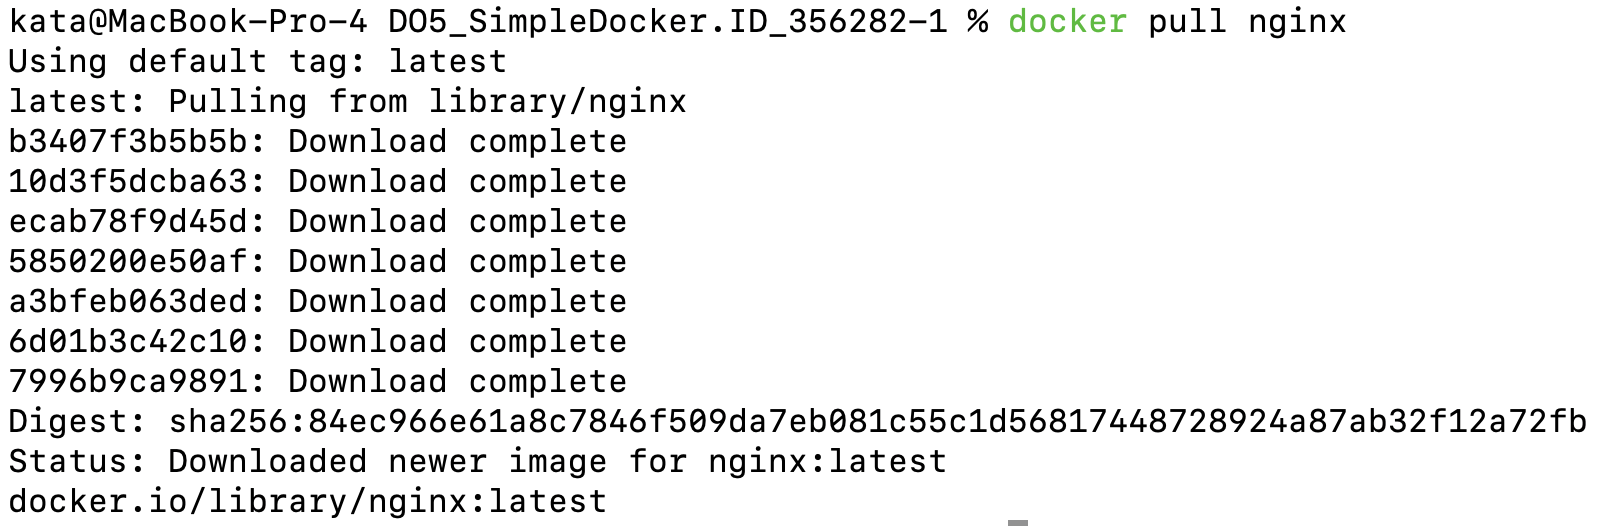 kata@MacBook-Pro-4 DO5_SimpleDocker.ID_356282-1 % docker pull nginx
Using default tag: latest
latest: Pulling from library/nginx
b3407f3b5b5b: Download complete
10d3f5dcba63: Download complete
ecab78f9d45d: Download complete
5850200e50af: Download complete
a3bfeb063ded: Download complete
6d01b3c42c10: Download complete
7996b9ca9891: Download complete
Digest: sha256:84ec966e61a8c7846f509da7eb081c55c1d56817448728924a87ab32f12a72fb
Status: Downloaded newer image for nginx:latest
docker.io/library/nginx:latest